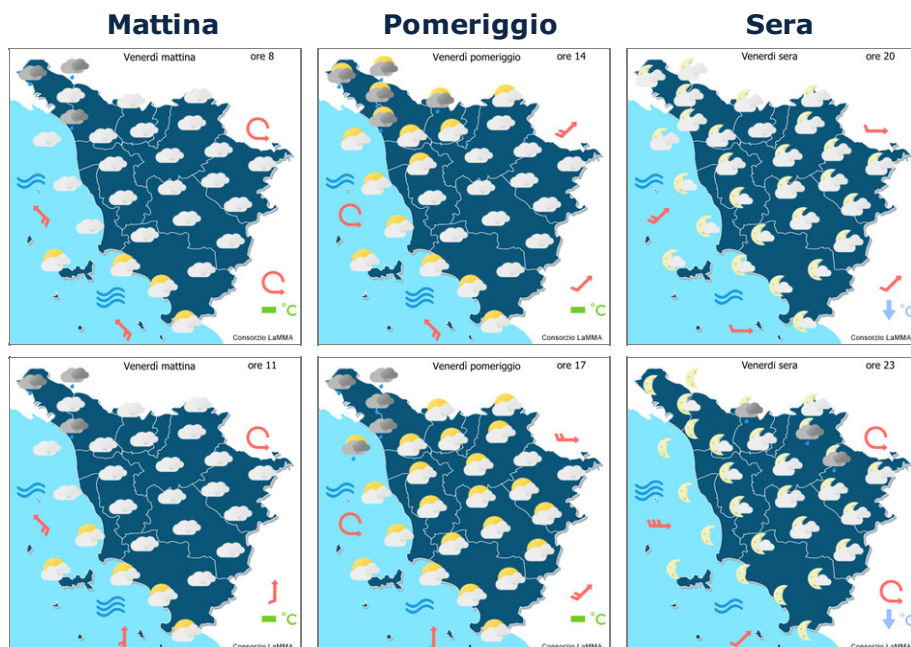 Mattina
Pomeriggio
Sera
Venerdì mattina
ore 8
°C
Consorzio LaMMA
Venerdì pomeriggio
ore 14
°C
Consorzio LaMMA
Venerdì sera
ore 20
°C
Consorzio LaMMA
Venerdì mattina
ore 11
°C
Consorzio LaMMA
Venerdì pomeriggio
ore 17
°C
Consorzio LaMMA
Venerdì sera
ore 23
°C
Consorzio LaMMA